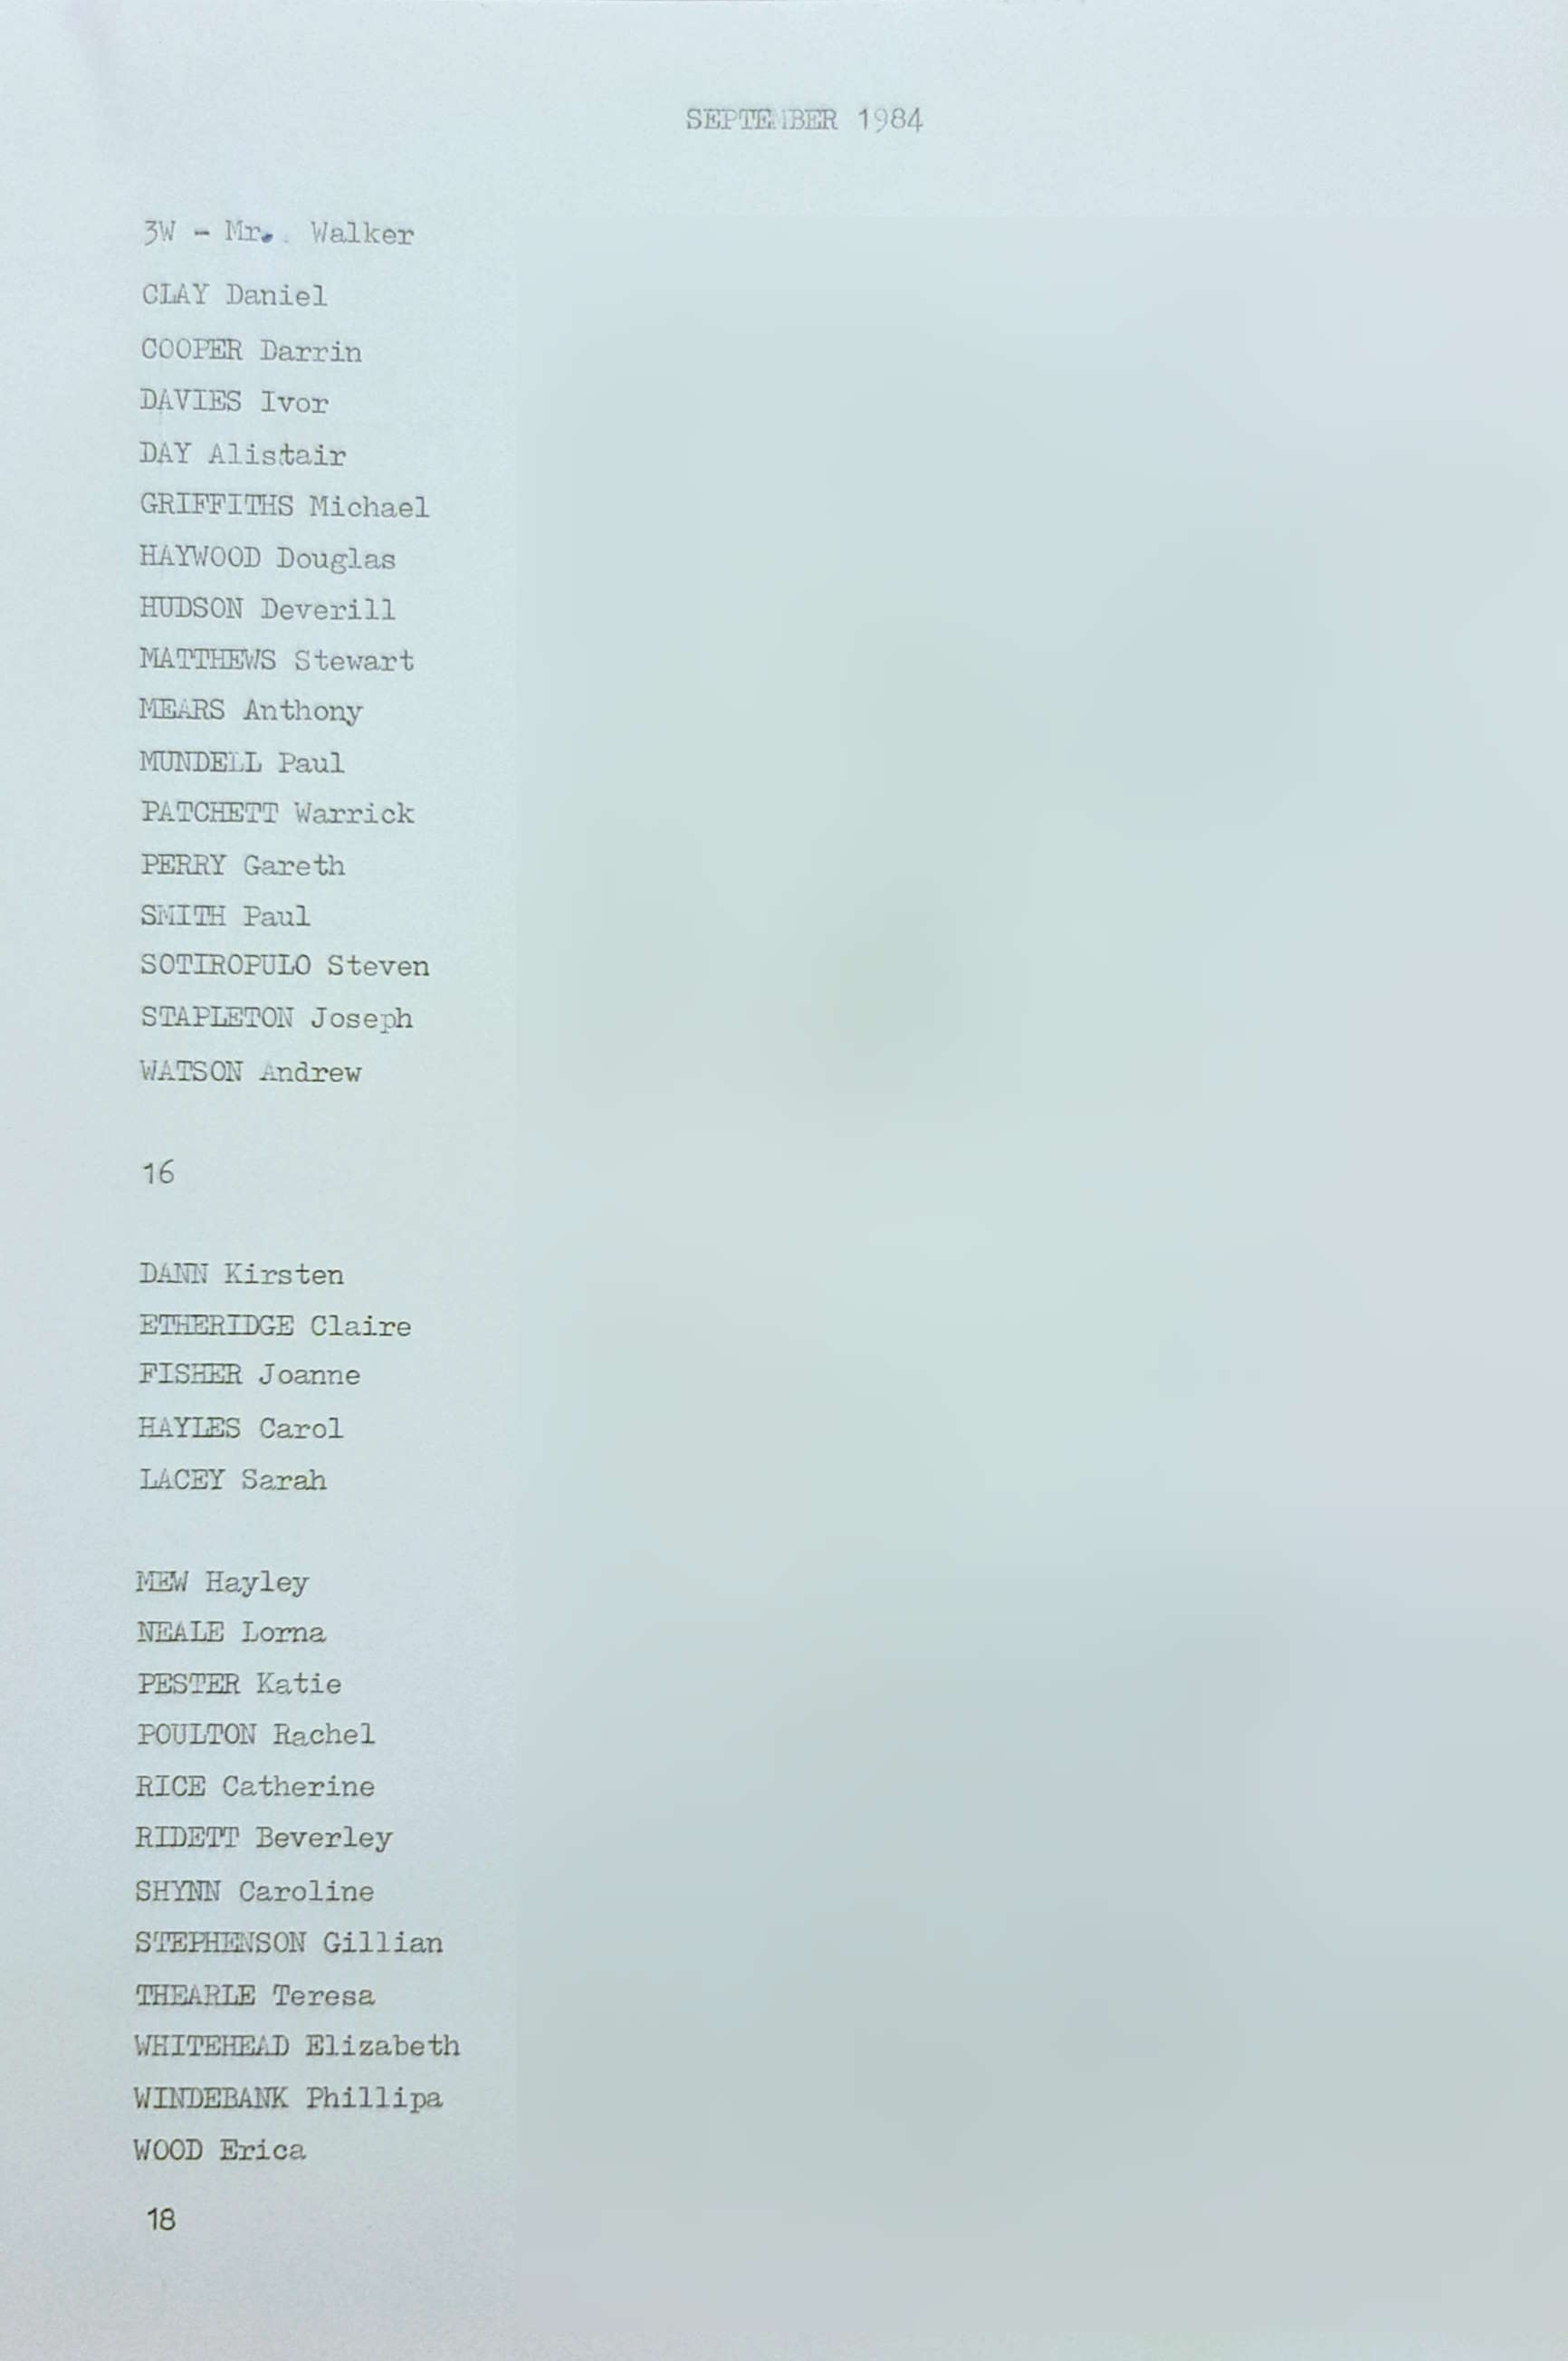 SEPTEMBER 1984
3W - Mr. Walker
CLAY Daniel
COOPER Darrin
DAVIES Ivor
DAY Alistair
GRIFFITHS Michael
HAYWOOD Douglas
HUDSON Deverill
MATTHEWS Stewart
MEARS Anthony
MUNDELL Paul
PATCHETT Warrick
PERRY Gareth
SMITH Paul
SOTIROPULO Steven
STAPLETON Joseph
WATSON Andrew
16
DANN Kirsten
ETHERIDGE Claire
FISHER Joanne
HAYLES Carol
LACEY Sarah
MEW Hayley
NEALE Lorna
PESTER Katie
POULTON Rachel
RICE Catherine
RIDETT Beverley
SHYNN Caroline
STEPHENSON Gillian
THEARLE Teresa
WHITEHEAD Elizabeth
WINDEBANK Phillipa
WOOD Erica
18